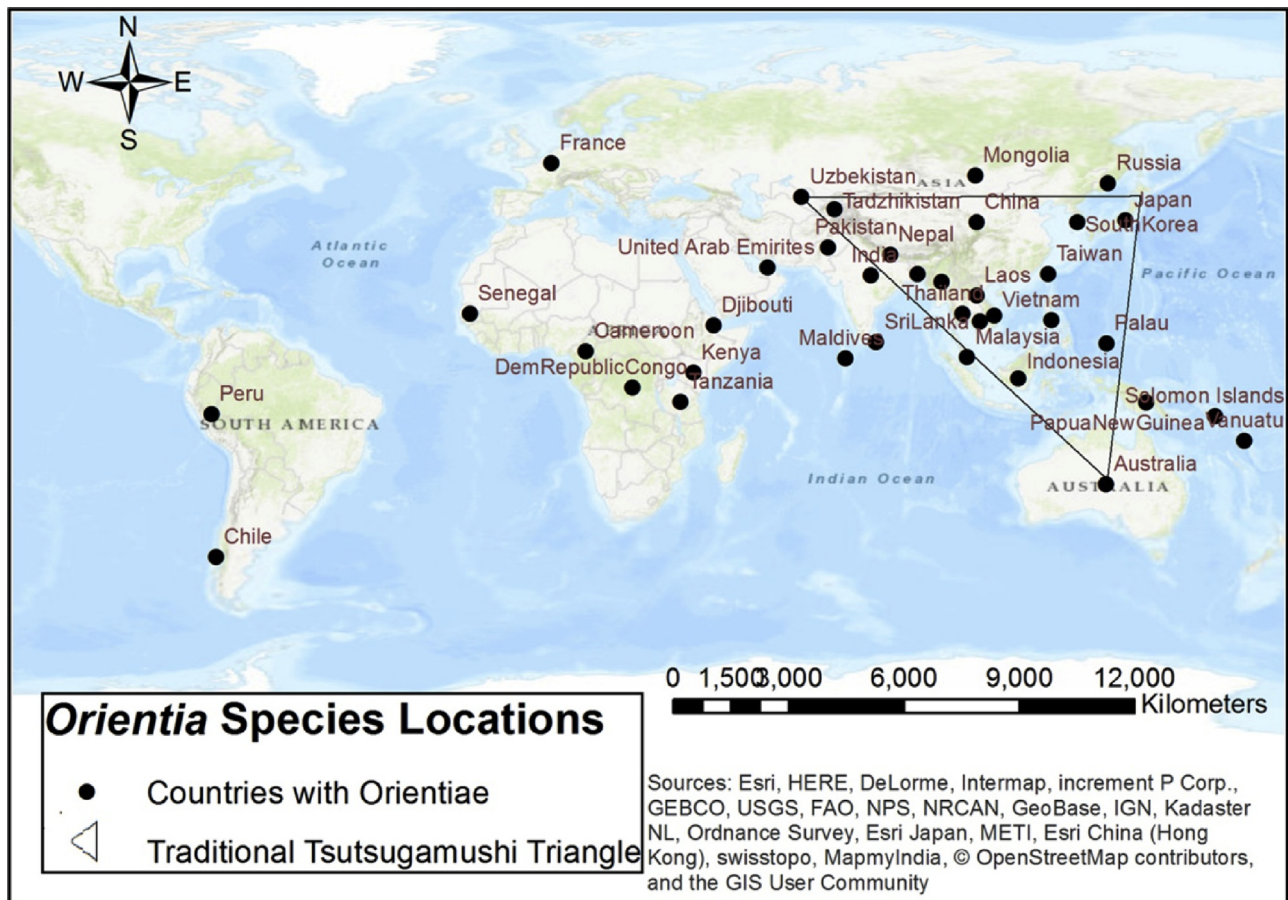 N
W E
S
France
Mongolia
Russia
Uzbekistan
ASIA
Tadzhikistan
China
Japan
Atlantic
Ocean
Pakistan
SouthKorea
United Arab Emirites
Nepal
India
Taiwan
Pacific Ocean
Laos
Senegal
Thailand
Vietnam
Djibouti
Cameroon
SriLanka
Palau
Maldives
Malaysia
Kenya
DemRepublicCongo
Indonesia
Tanzania
Peru
Solomon Islands
SOUTH AMERICA
PapuaNewGuinea
Vanuatu
Australia
Indian Ocean
AUSTRALIA
Chile
0 1,500 3,000 6,000 9,000 12,000
Kilometers
Orientia Species Locations
Countries with Orientiae
Traditional Tsutsugamushi Triangle
Sources: Esri, HERE, DeLorme, Intermap, increment P Corp.,
GEBCO, USGS, FAO, NPS, NRCAN, GeoBase, IGN, Kadaster
NL, Ordnance Survey, Esri Japan, METI, Esri China (Hong
Kong), swisstopo, MapmyIndia, © OpenStreetMap contributors,
and the GIS User Community